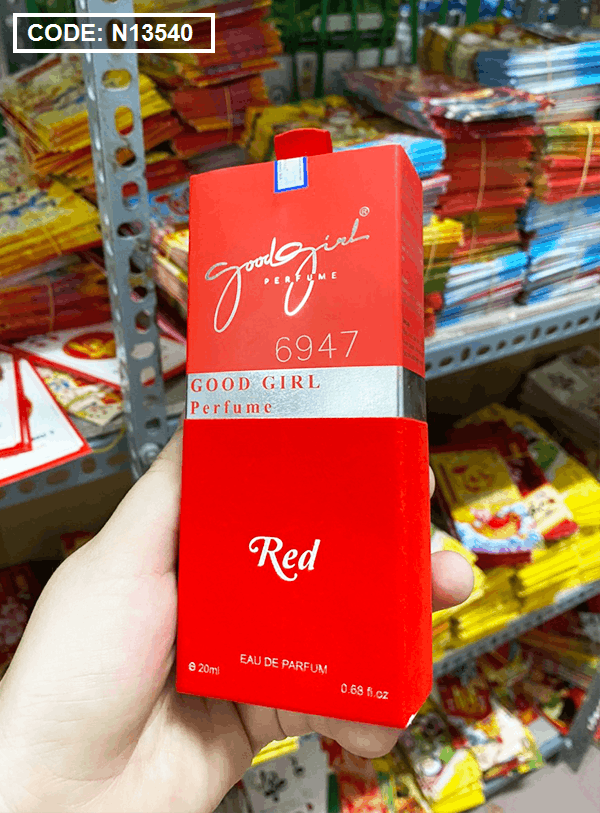 CODE: N13540
good girl ®
PERFUME
6947
GOOD GIRL
Perfume
Red
EAU DE PARFUM
e 20ml
0.68 fl.oz